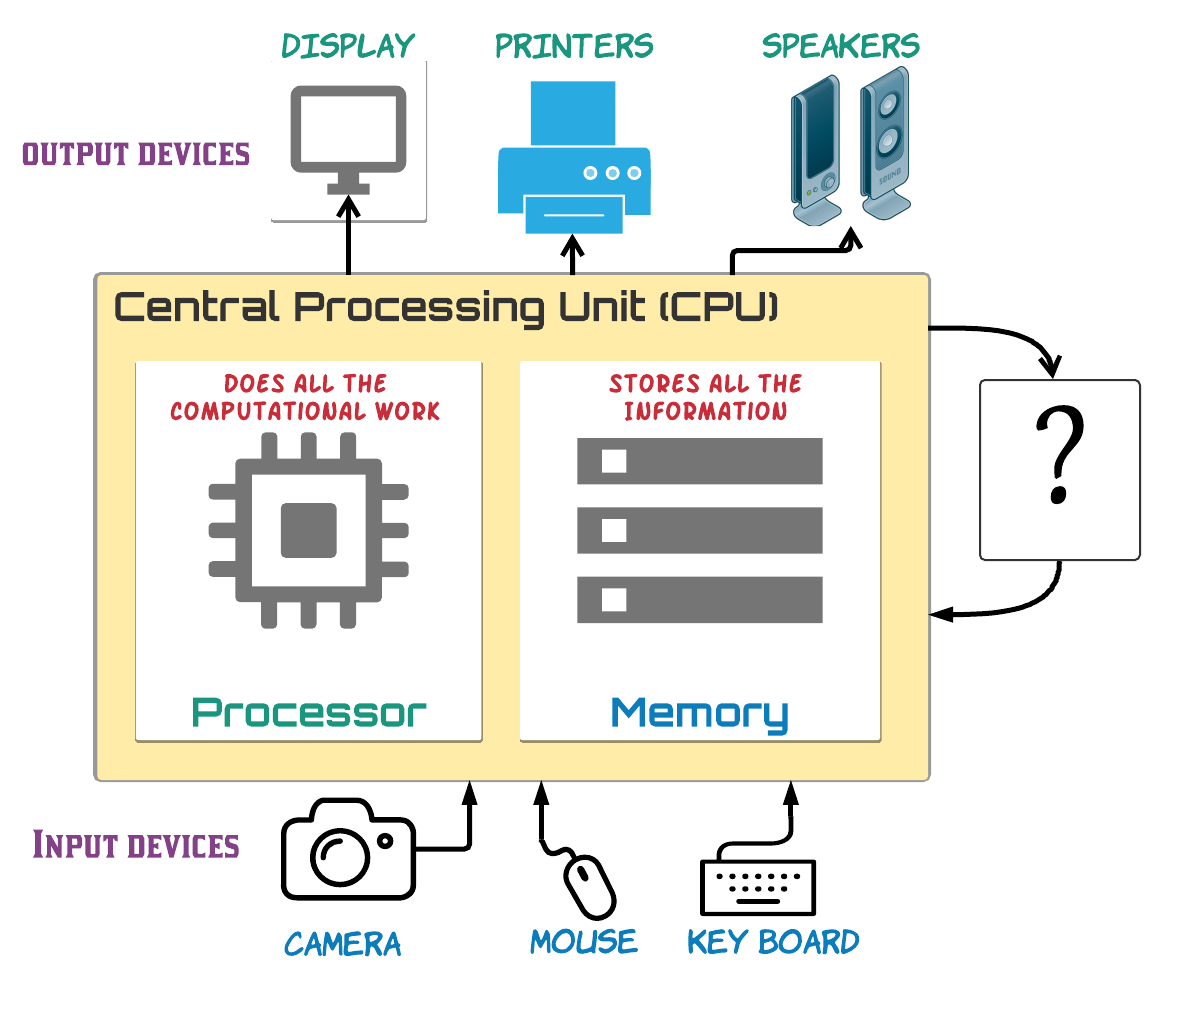 DISPLAY
PRINTERS
SPEAKERS
OUTPUT DEVICES
SOUND
Central Processing Unit (CPU)
DOES ALL THE
COMPUTATIONAL WORK
STORES ALL THE
INFORMATION
?
Processor
Memory
INPUT DEVICES
CAMERA
MOUSE
KEY BOARD